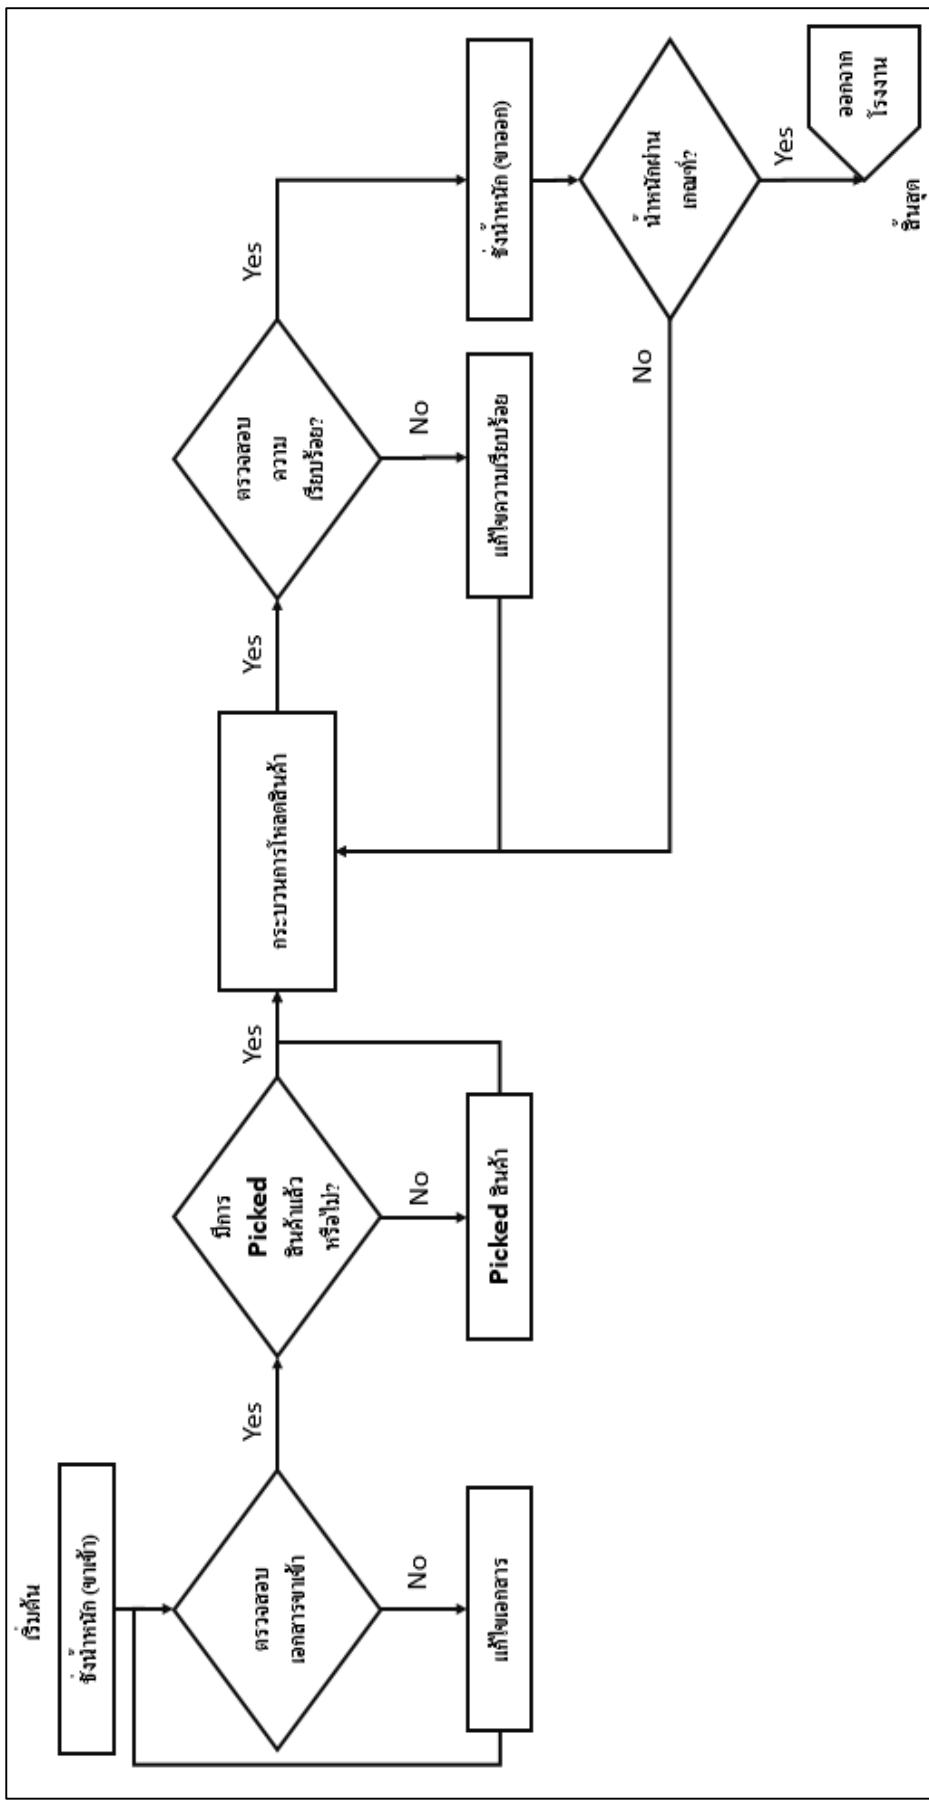 เริ่มต้น
ชั่งน้ำหนัก (ขาเข้า)
ตรวจสอบ
เอกสารขาเข้า
No
แก้ไขเอกสาร
Yes
มีการ
Picked
สินค้าแล้ว
หรือไม่?
No
Picked สินค้า
Yes
กระบวนการโหลดสินค้า
Yes
ตรวจสอบ
ความ
เรียบร้อย?
No
แก้ไขความเรียบร้อย
Yes
ชั่งน้ำหนัก (ขาออก)
น้ำหนักผ่าน
เกณฑ์?
No
Yes
ออกจาก
โรงงาน
สิ้นสุด